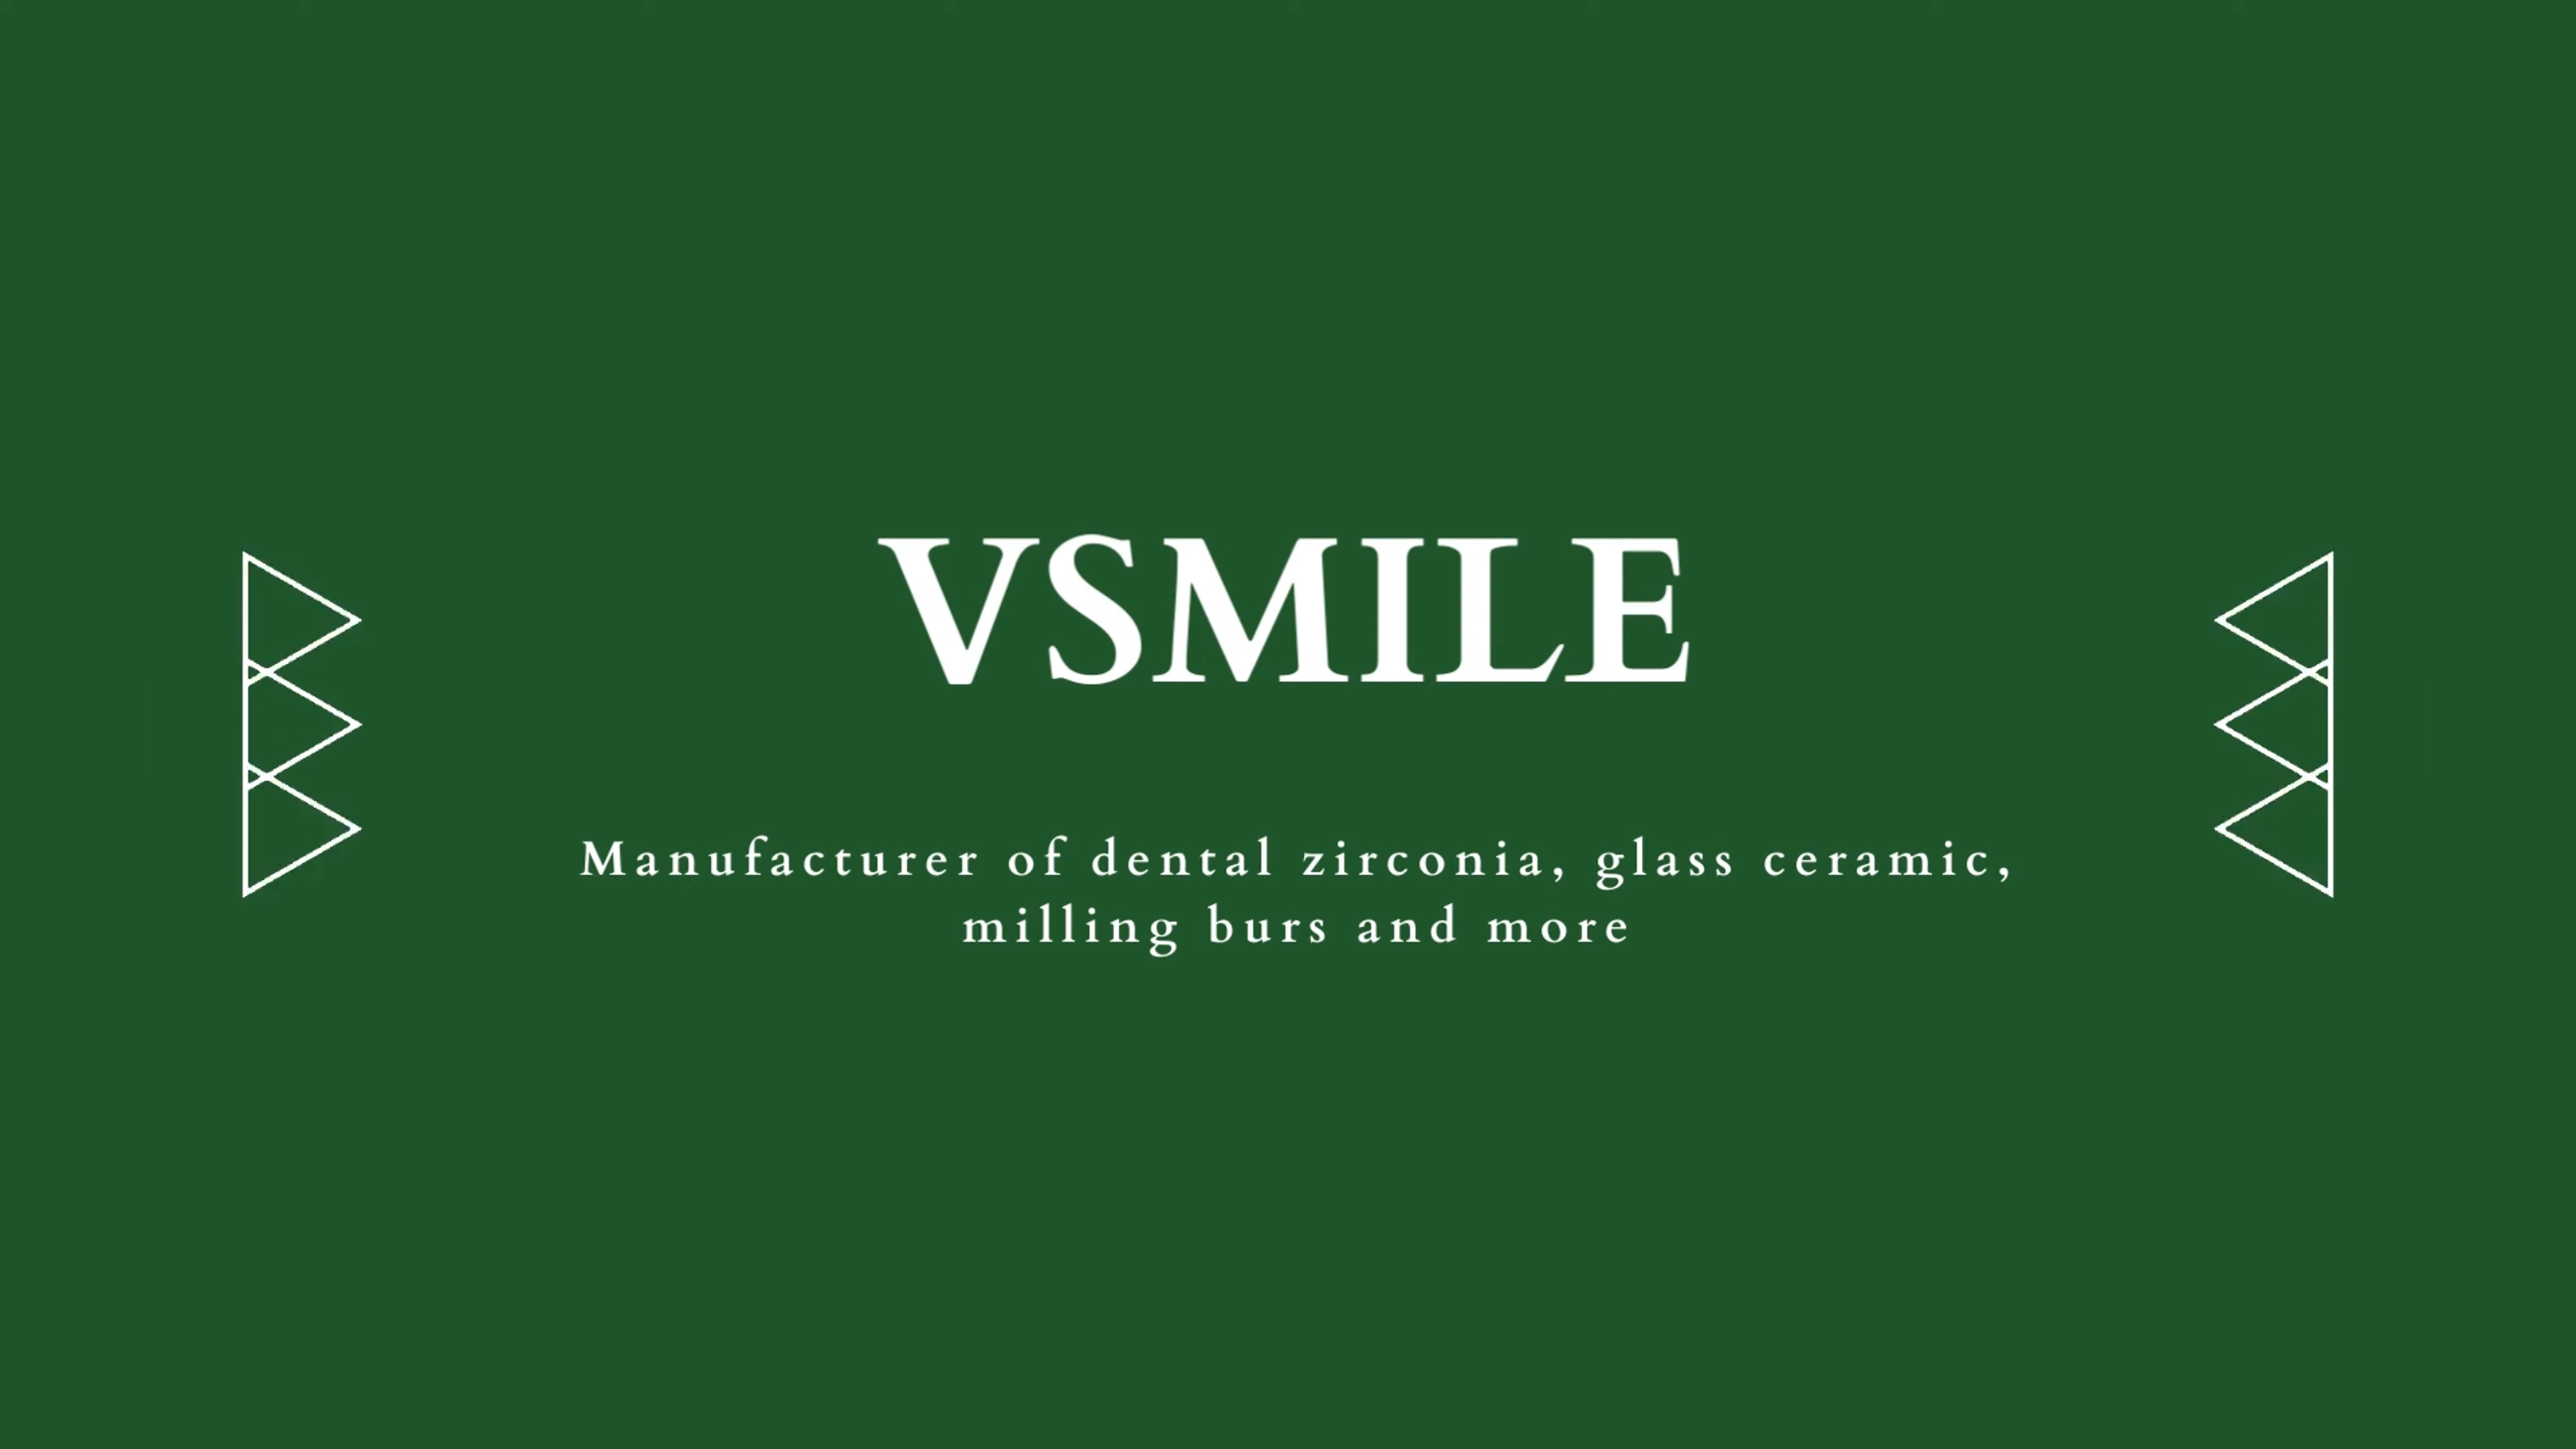 VSMILE
Manufacturer of dental zirconia, glass ceramic,
milling burs and more